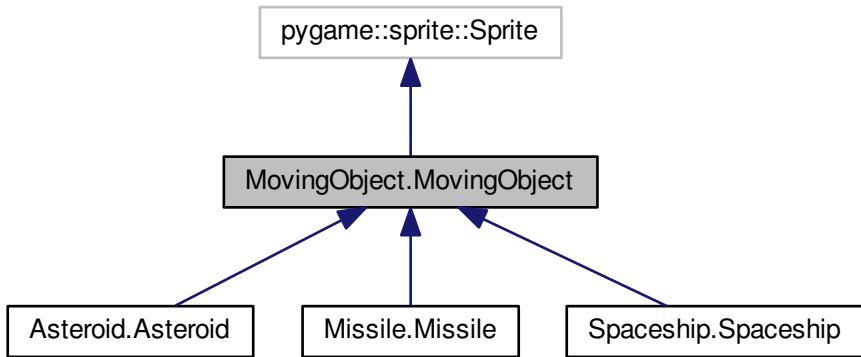 pygame::sprite::Sprite
MovingObject.MovingObject
Asteroid.Asteroid
Missile.Missile
Spaceship.Spaceship